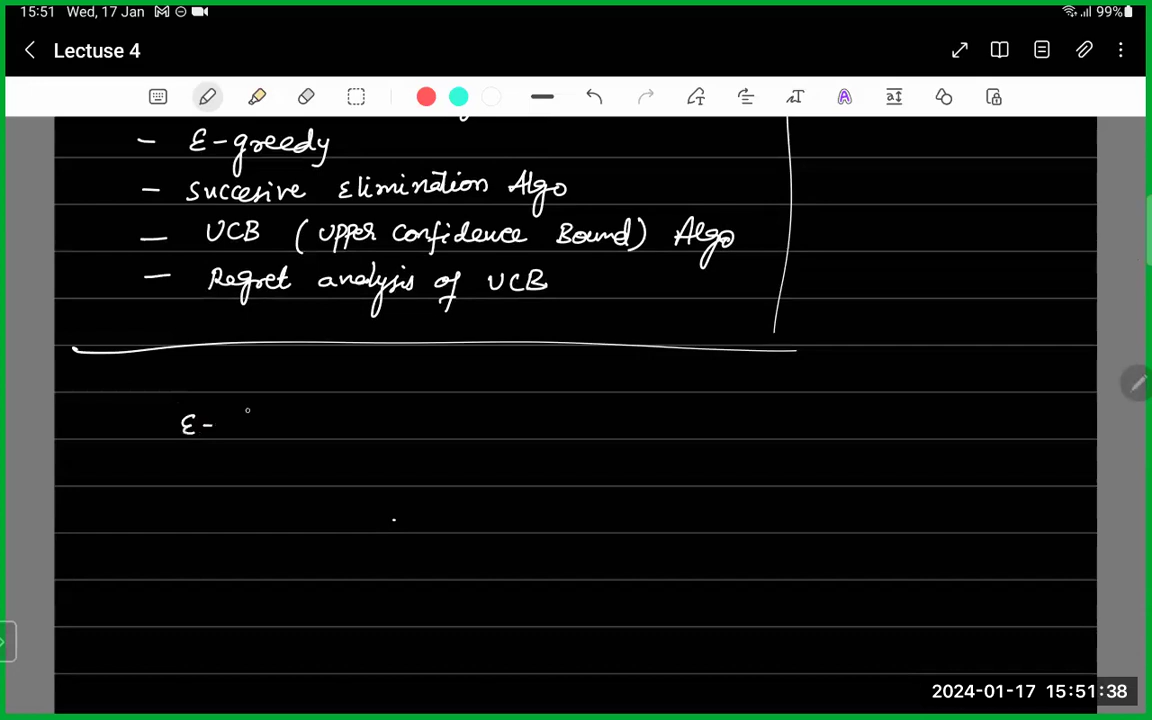 15:51 Wed, 17 Jan 99%
Lectuse 4
- ε-greedy
- Succesive Elimination Algo
- UCB (Upper Confidence Bound) Algo
- Regret analysis of UCB
ε-
2024-01-17 15:51:38